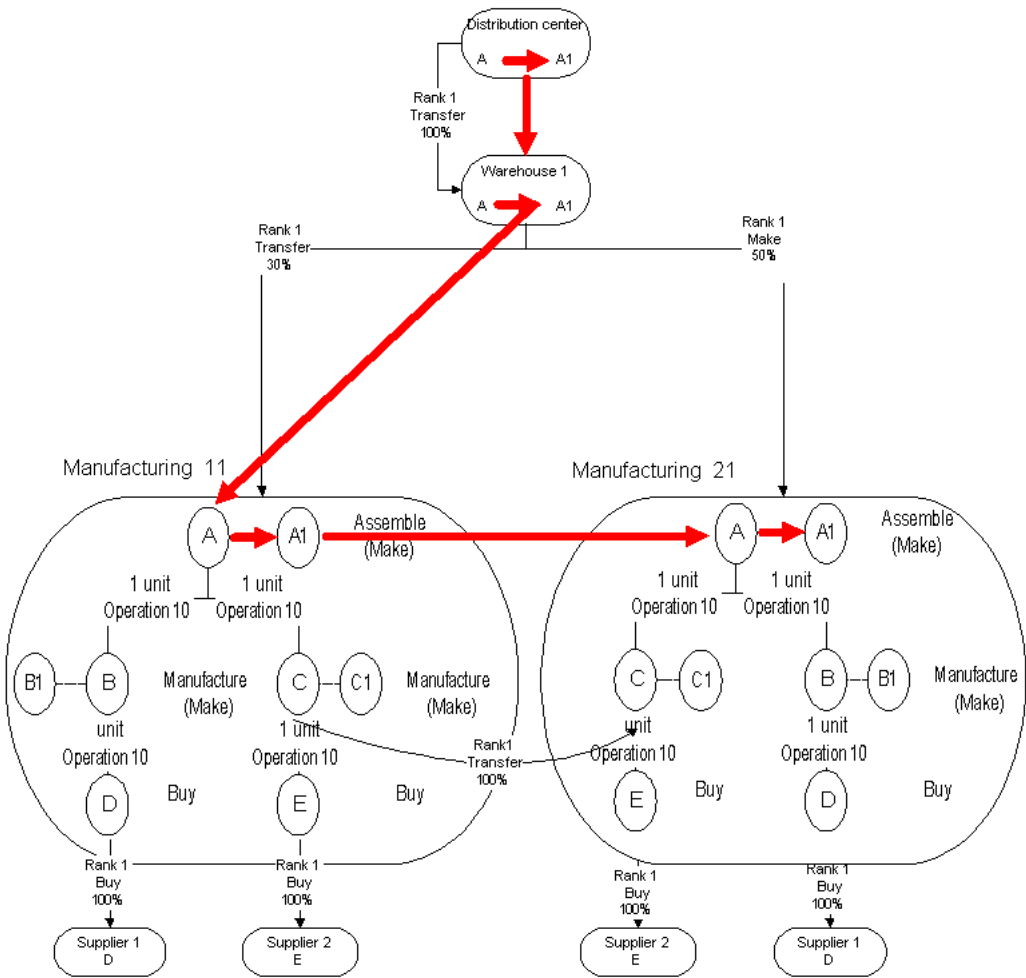 Distribution center
A A1
Rank 1
Transfer
100%
Warehouse 1
A A1
Rank 1
Transfer
30%
Rank 1
Make
50%
Manufacturing 11
Manufacturing 21
A A1 Assemble
(Make)
A A1 Assemble
(Make)
1 unit 1 unit
Operation 10 Operation 10
1 unit 1 unit
Operation 10 Operation 10
B1 B Manufacture
(Make)
C C1 Manufacture
(Make)
C C1
B B1 Manufacture
(Make)
unit
Operation 10
1 unit
Operation 10
Rank1
Transfer
100%
unit
Operation 10
1 unit
Operation 10
D Buy
E Buy
E Buy
D Buy
Rank 1
Buy
100%
Rank 1
Buy
100%
Rank 1
Buy
100%
Rank 1
Buy
100%
Supplier 1
D
Supplier 2
E
Supplier 2
E
Supplier 1
D